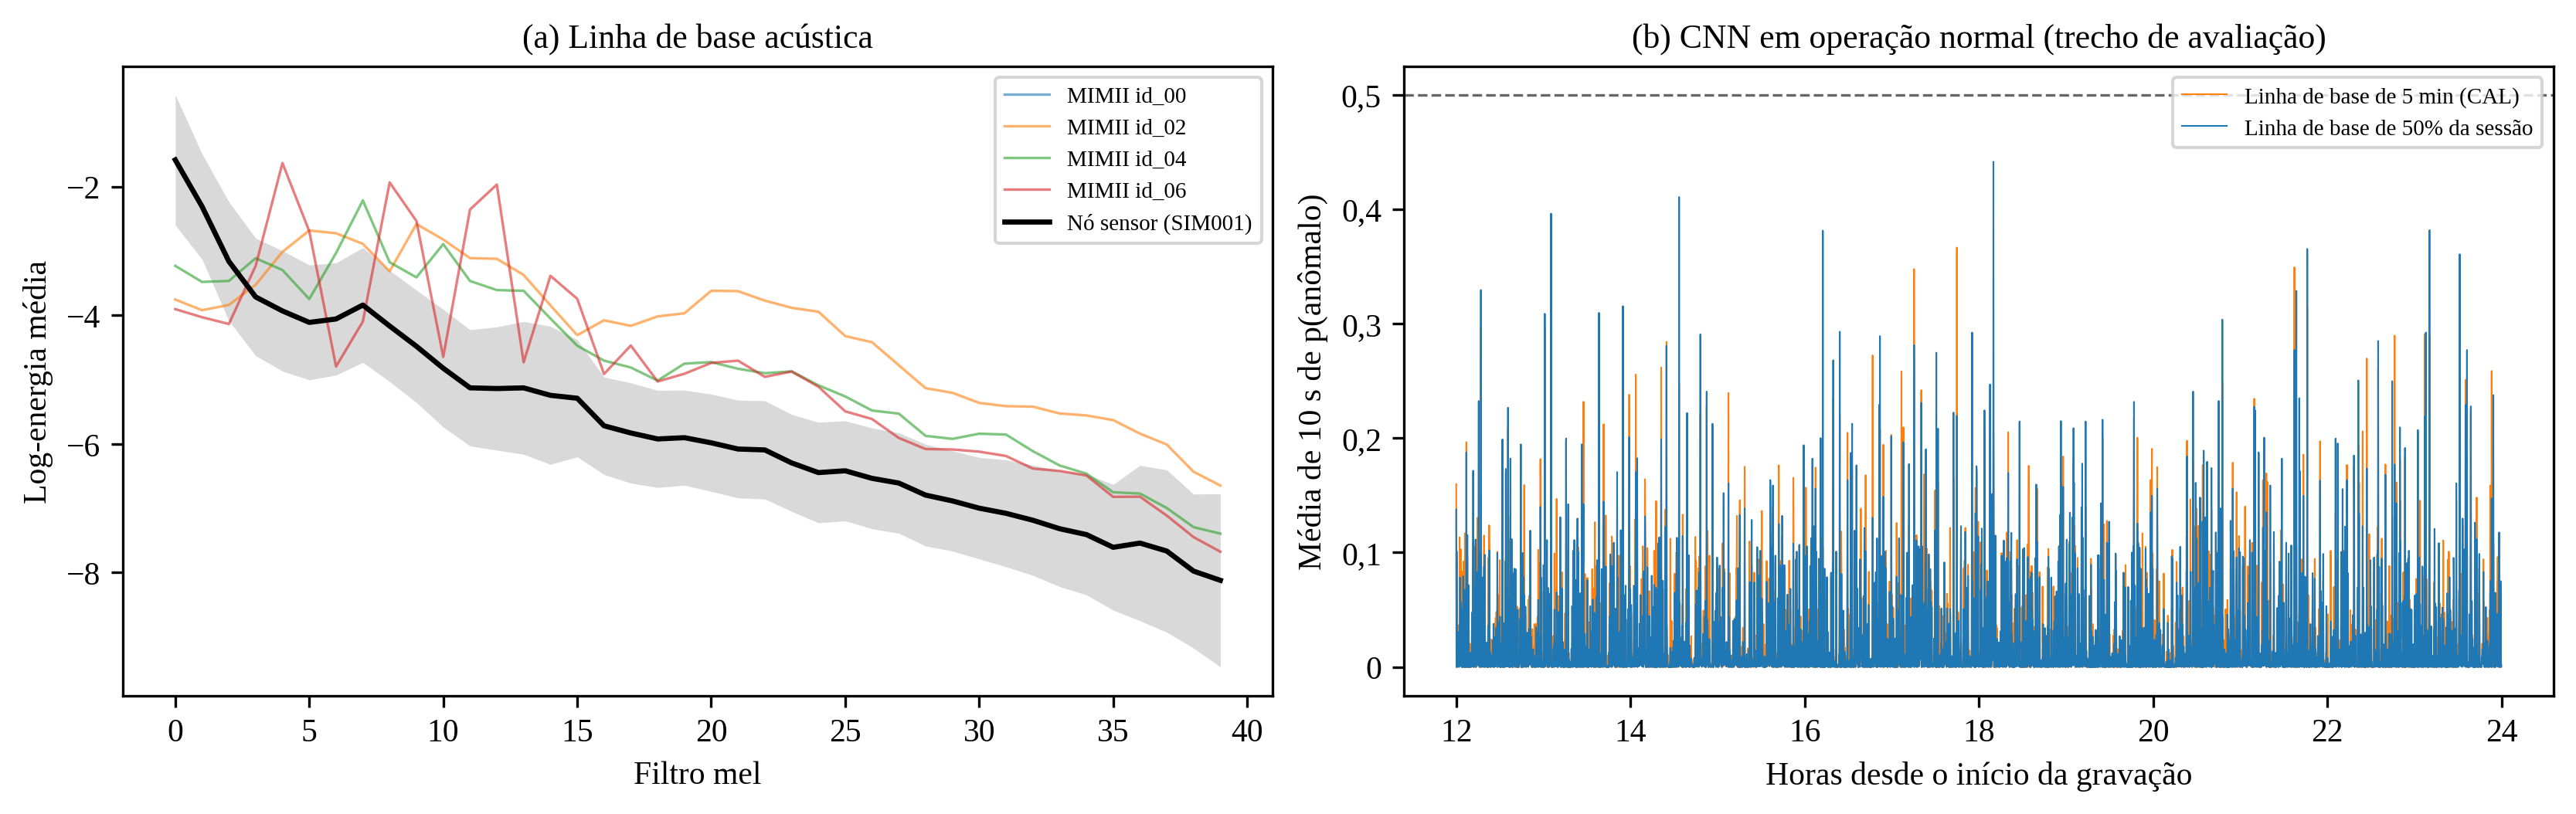 (a) Linha de base acústica
Log-energia média
−2
−4
−6
−8
MIMII id_00
MIMII id_02
MIMII id_04
MIMII id_06
Nó sensor (SIM001)
0 5 10 15 20 25 30 35 40
Filtro mel
(b) CNN em operação normal (trecho de avaliação)
Média de 10 s de p(anômalo)
0,5
0,4
0,3
0,2
0,1
0
Linha de base de 5 min (CAL)
Linha de base de 50% da sessão
12 14 16 18 20 22 24
Horas desde o início da gravação